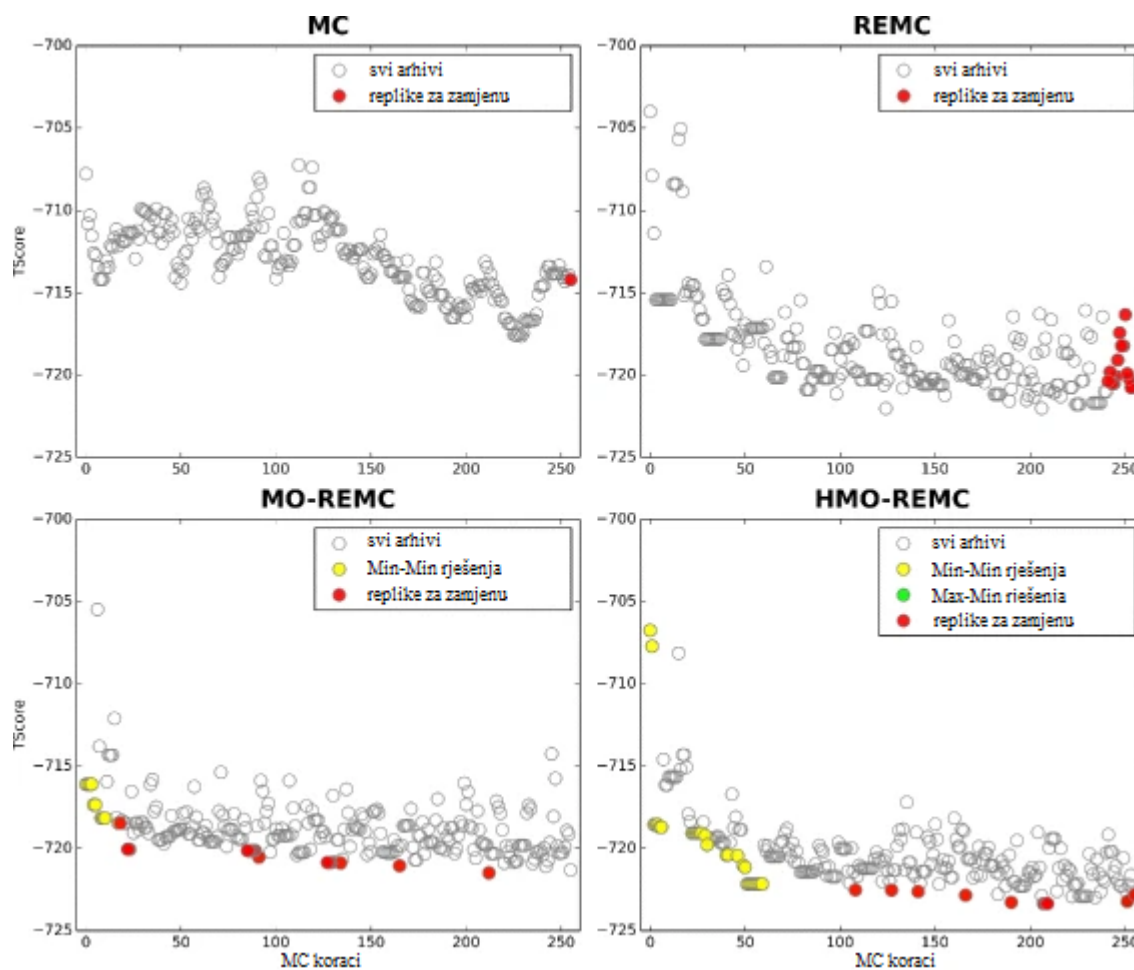 MC
REMC
−700
−705
−710
−715
−720
−725
TScore
0 50 100 150 200 250
svi arhivi
replike za zamjenu
−700
−705
−710
−715
−720
−725
0 50 100 150 200 250
svi arhivi
replike za zamjenu
MO-REMC
HMO-REMC
−700
−705
−710
−715
−720
−725
TScore
0 50 100 150 200 250
MC koraci
svi arhivi
Min-Min rješenja
replike za zamjenu
−700
−705
−710
−715
−720
−725
0 50 100 150 200 250
MC koraci
svi arhivi
Min-Min rješenja
Max-Min riešenia
replike za zamjenu